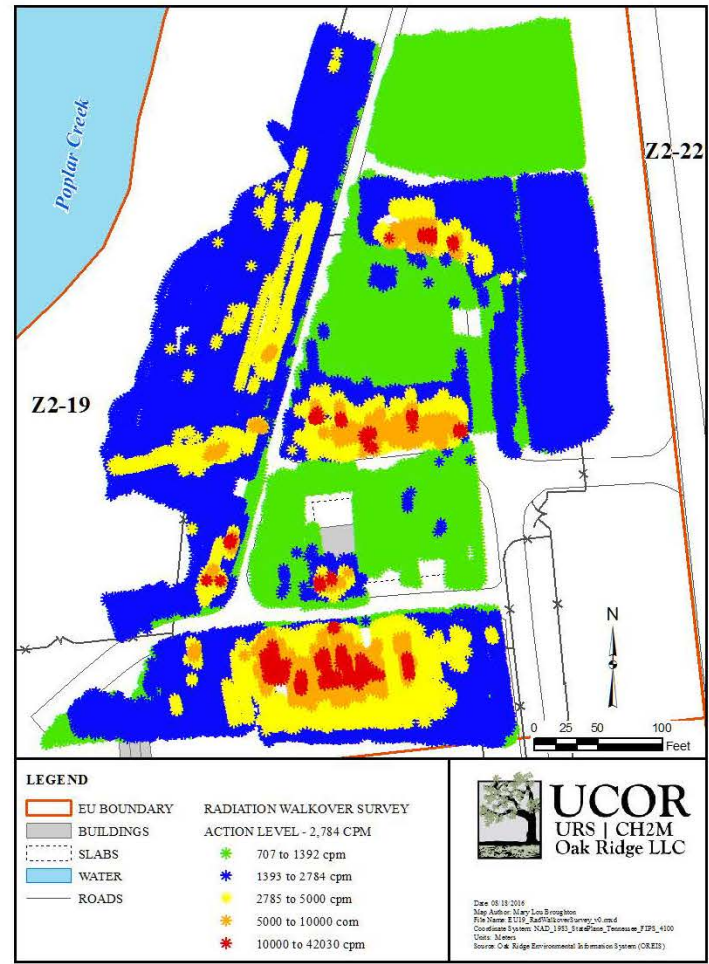 Poplar Creek
Z2-22
Z2-19
N
0 25 50 100
Feet
LEGEND
EU BOUNDARY
BUILDINGS
SLABS
WATER
ROADS
RADIATION WALKOVER SURVEY
ACTION LEVEL - 2,784 CPM
707 to 1392 cpm
1393 to 2784 cpm
2785 to 5000 cpm
5000 to 10000 com
10000 to 42030 cpm
UCOR
URS | CH2M
Oak Ridge LLC
Date: 08/18/2016
Map Author: Mary Lou Broughton
File Name: EU19_RadWalkoverSurvey_v0.mxd
Coordinate System: NAD_1983_StatePlane_Tennessee_FIPS_4100
Units: Meters
Source: Oak Ridge Environmental Information System (OREIS)